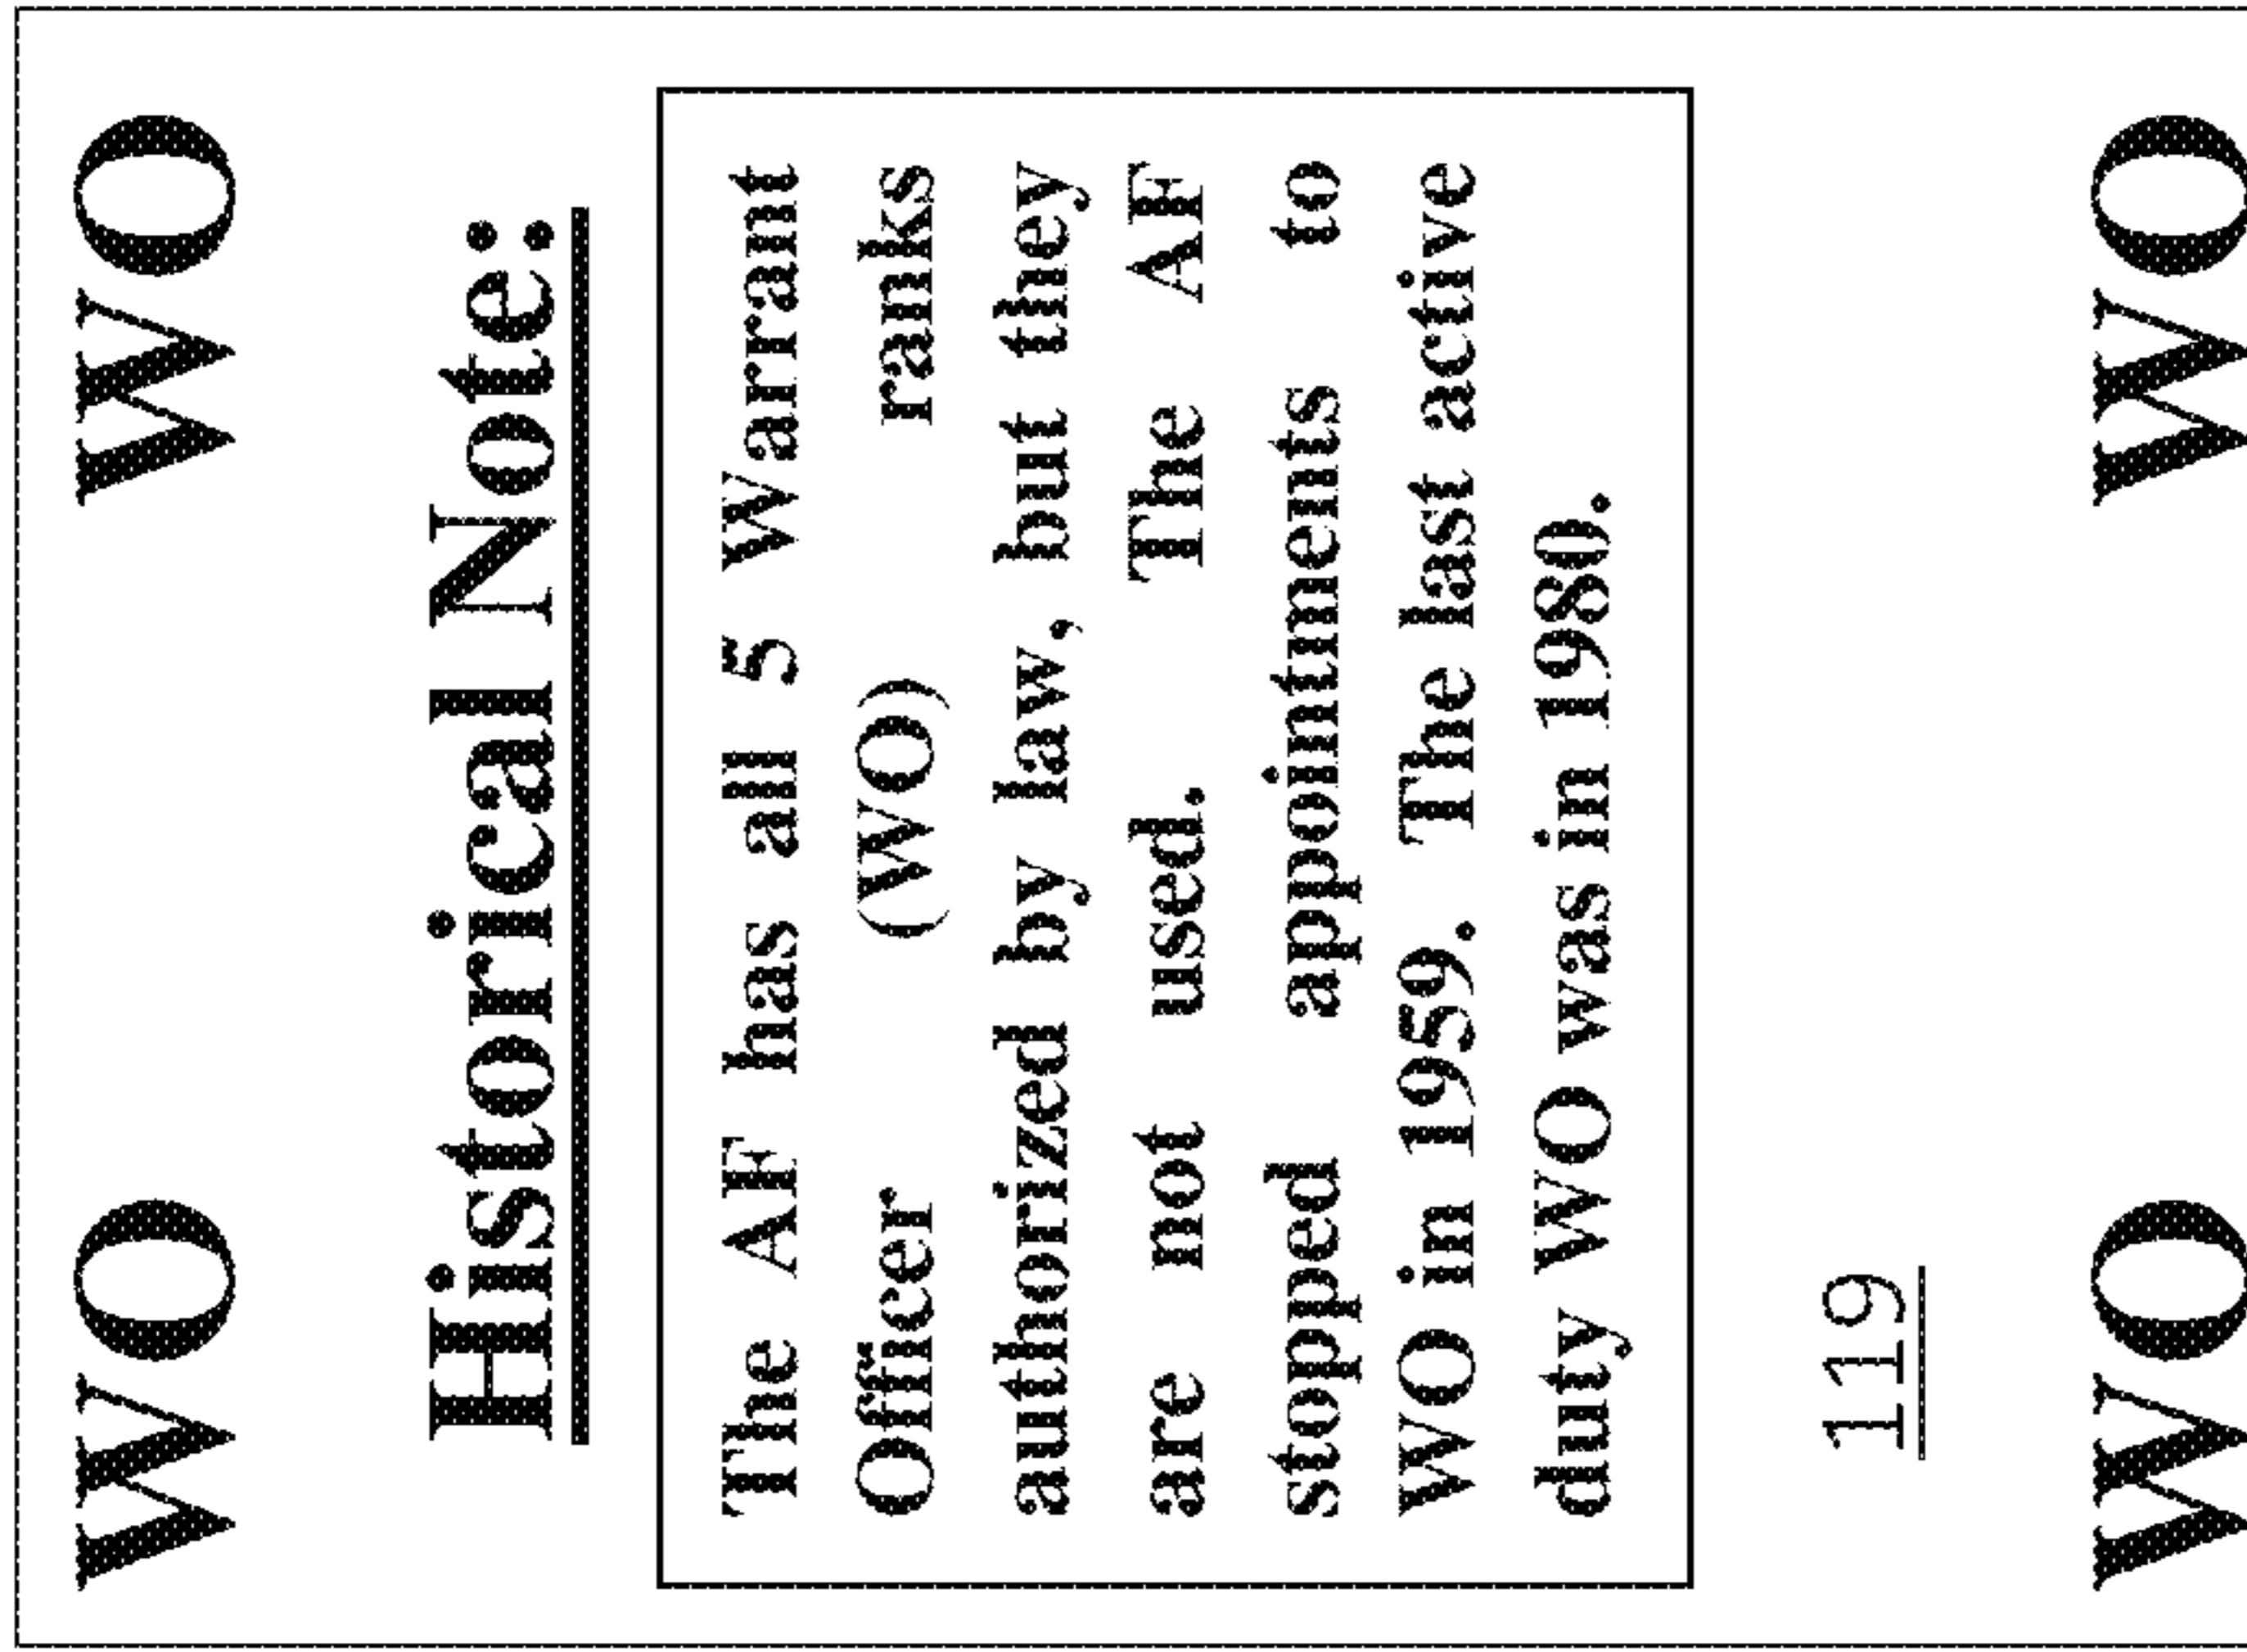 WO WO
Historical Note:
The AF has all 5 Warrant
Officer (WO) ranks
authorized by law, but they
are not used. The AF
stopped appointments to
WO in 1959. The last active
duty WO was in 1980.
119
WO WO